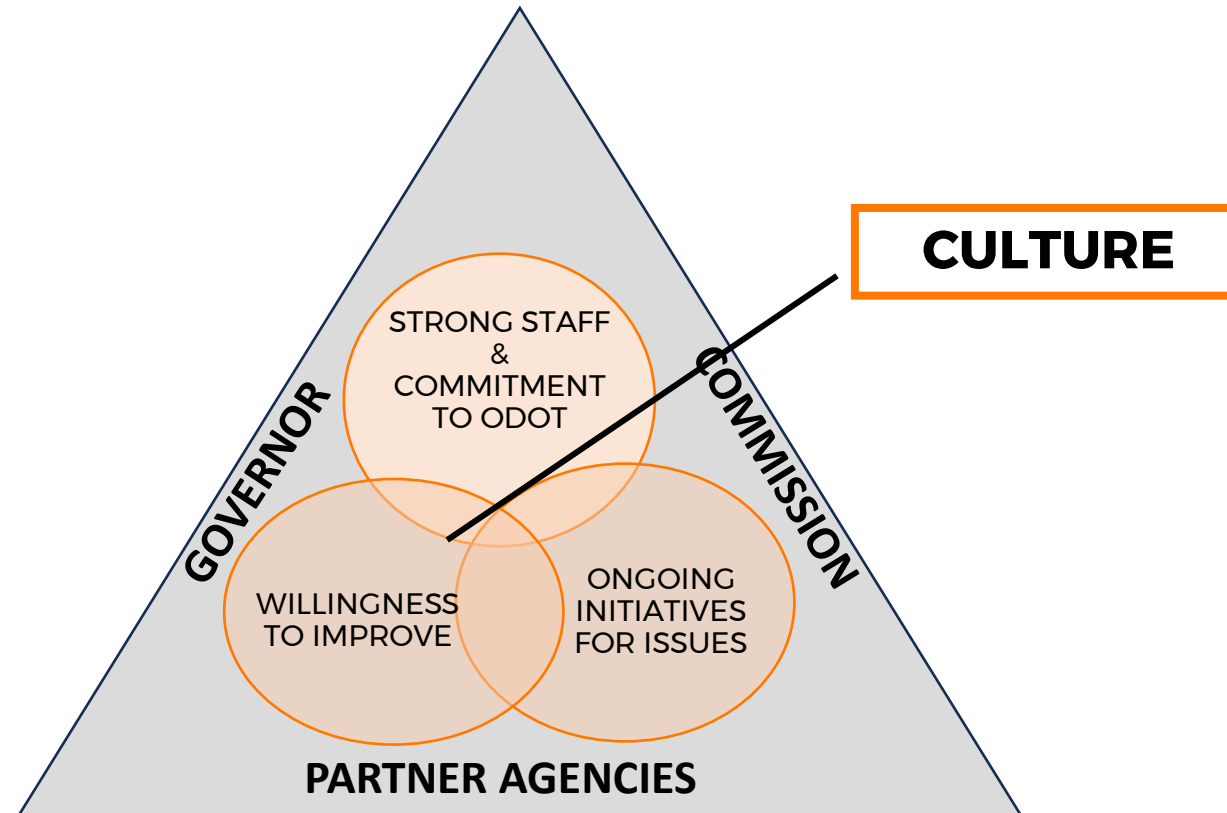 CULTURE
STRONG STAFF
&
COMMITMENT
TO ODOT
GOVERNOR
COMMISSION
WILLINGNESS
TO IMPROVE
ONGOING
INITIATIVES
FOR ISSUES
PARTNER AGENCIES